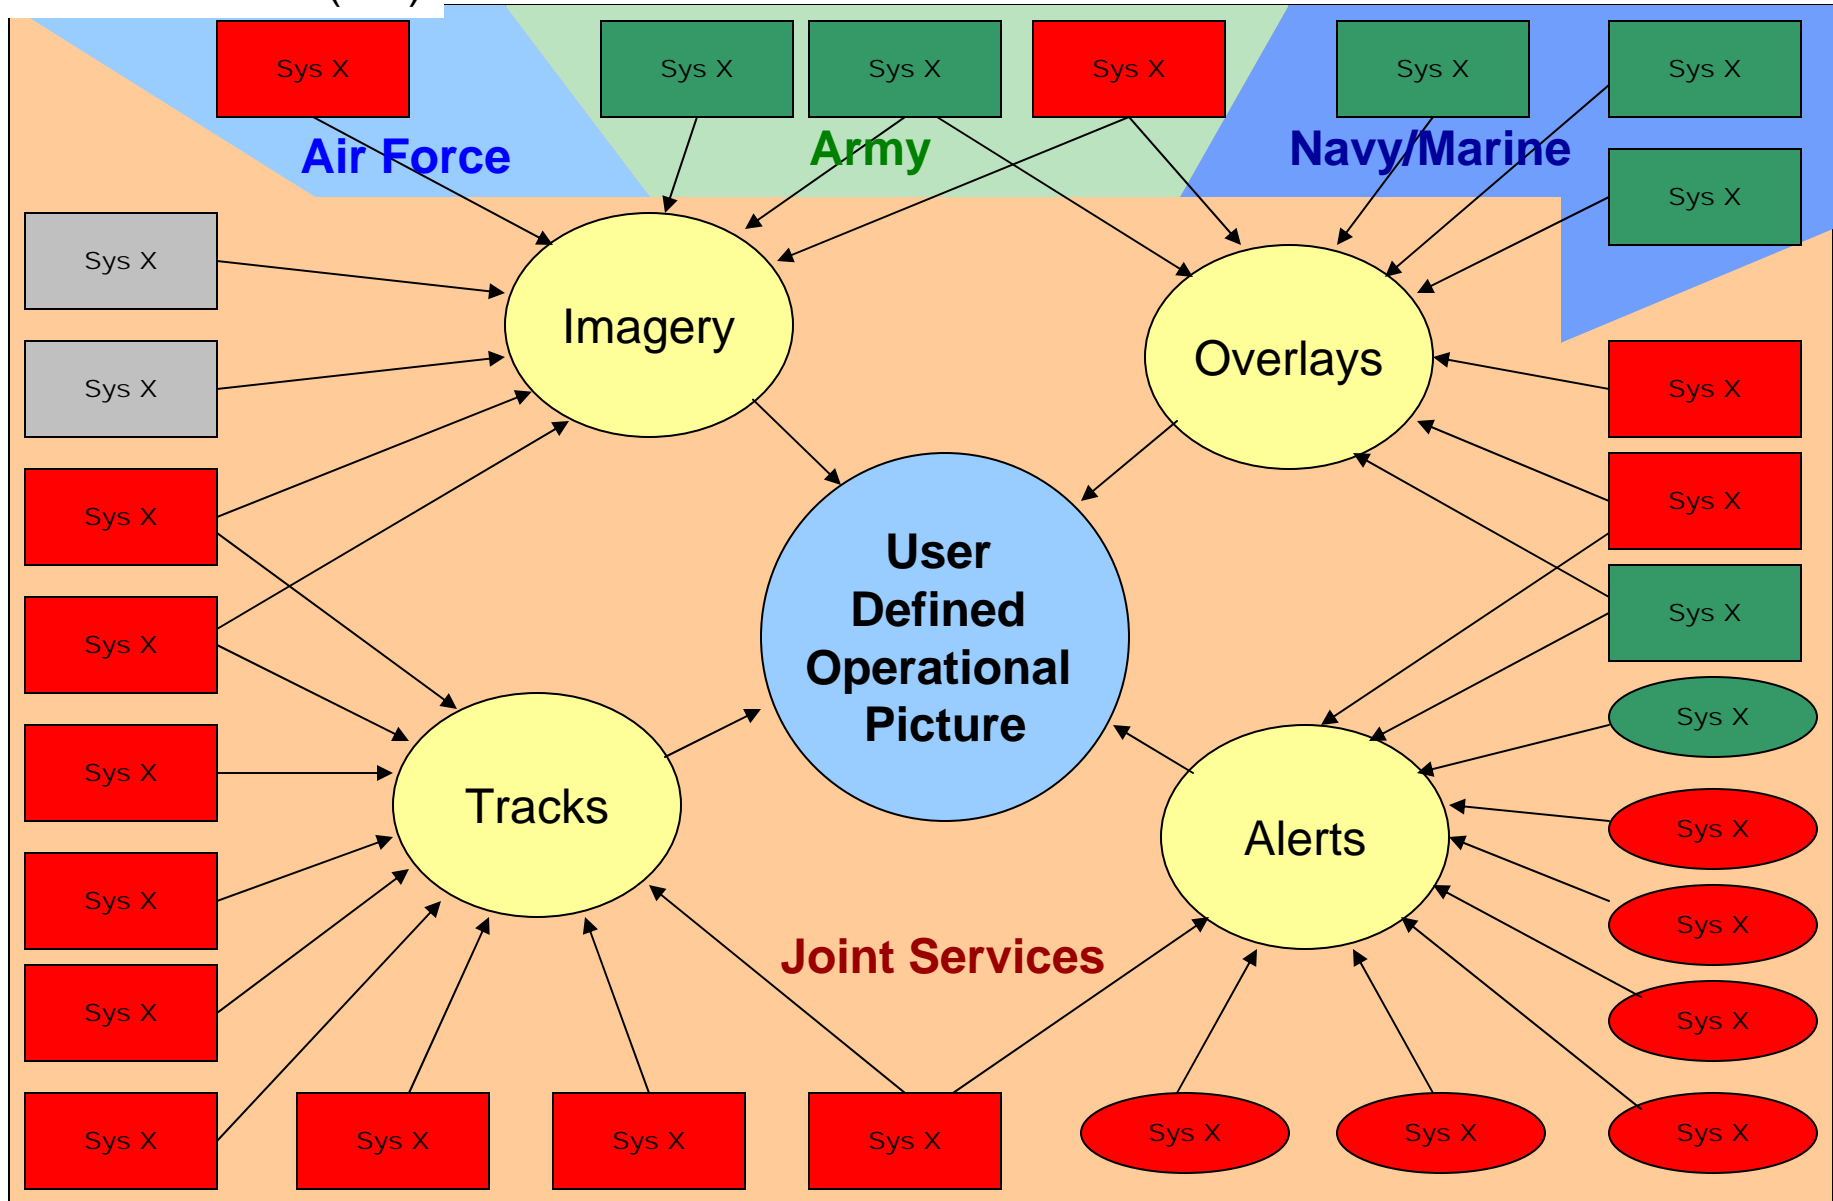 Sys X
Sys X
Sys X
Sys X
Sys X
Sys X
Air Force
Army
Navy/Marine
Sys X
Sys X
Sys X
Imagery
Overlays
Sys X
Sys X
Sys X
Sys X
User
Defined
Operational
Picture
Sys X
Sys X
Sys X
Sys X
Tracks
Alerts
Sys X
Sys X
Sys X
Joint Services
Sys X
Sys X
Sys X
Sys X
Sys X
Sys X
Sys X
Sys X
Sys X